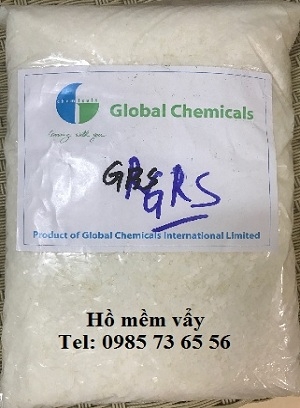 chemicals
Global Chemicals
Growing with you
GRS
GRS
Product of Global Chemicals International Limited
Hồ mềm vẩy
Tel: 0985 73 65 56